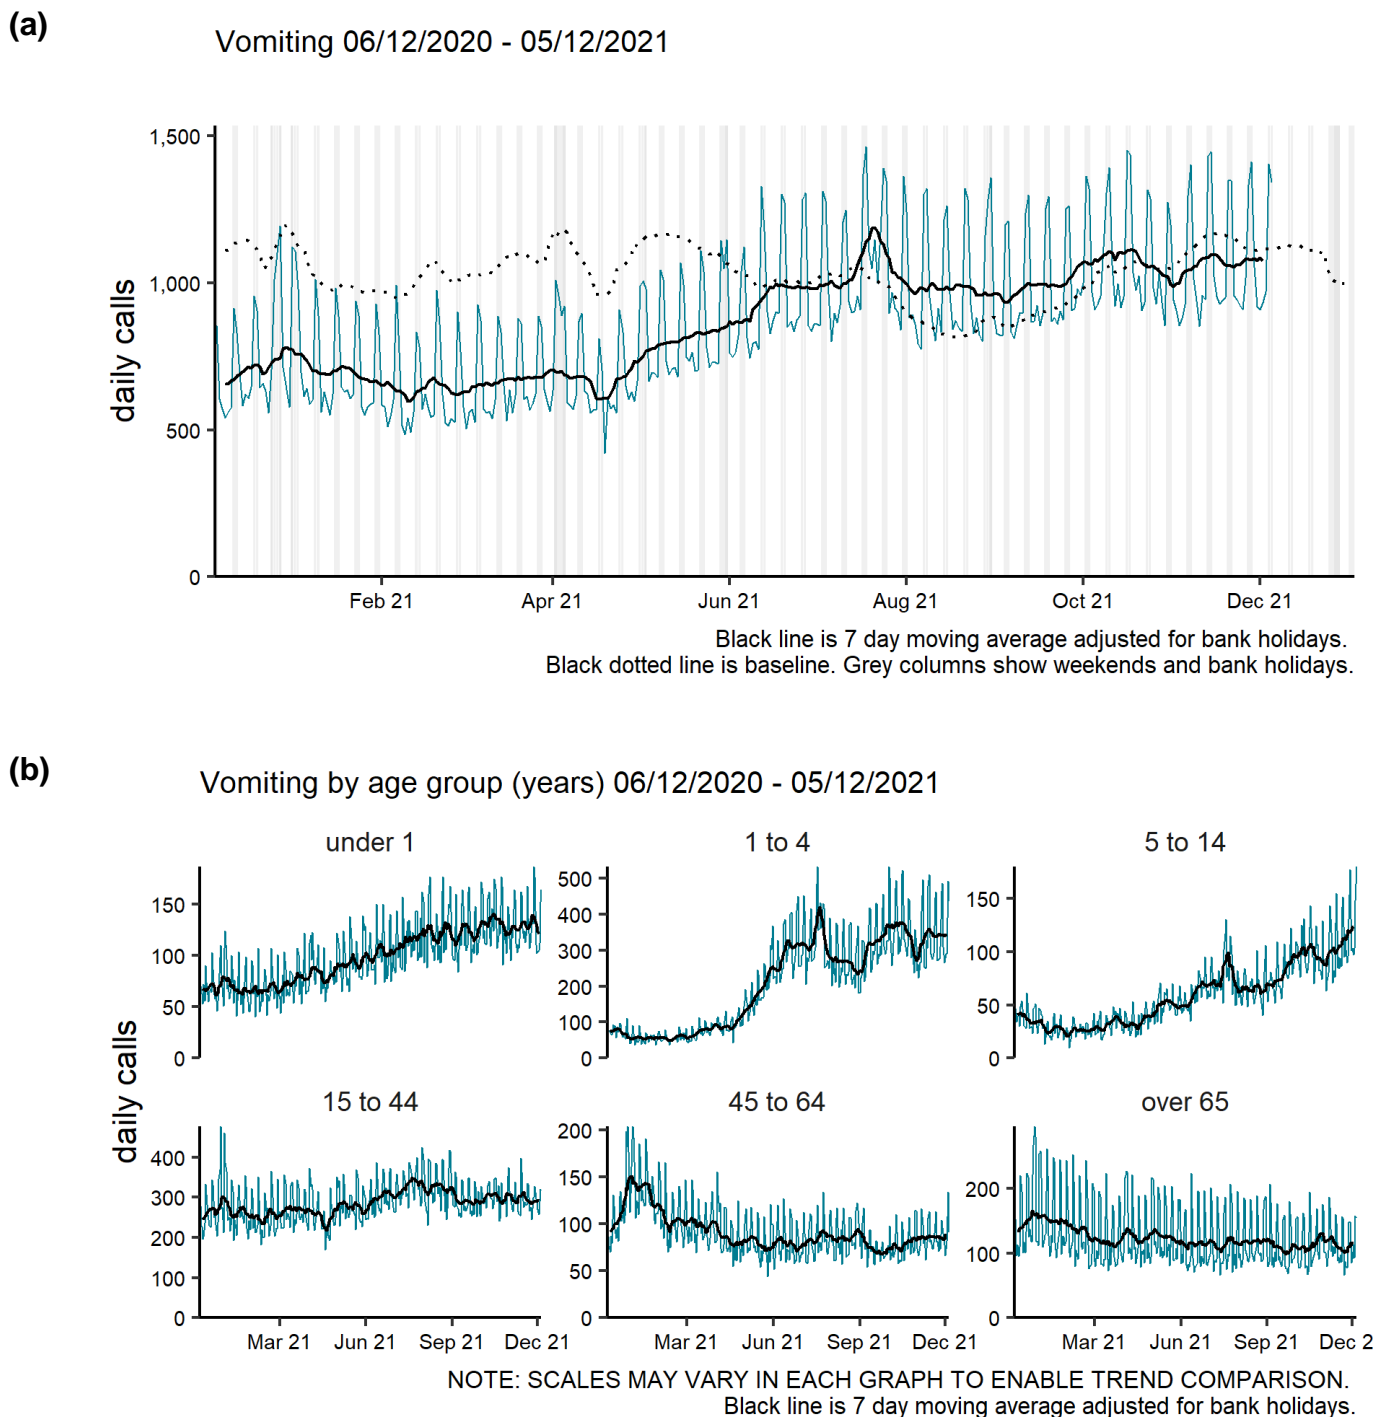 (a)
Vomiting 06/12/2020 - 05/12/2021
daily calls
1,500
1,000
500
0
Feb 21
Apr 21
Jun 21
Aug 21
Oct 21
Dec 21
Black line is 7 day moving average adjusted for bank holidays.
Black dotted line is baseline. Grey columns show weekends and bank holidays.
(b)
Vomiting by age group (years) 06/12/2020 - 05/12/2021
daily calls
under 1
150
100
50
0
1 to 4
500
400
300
200
100
0
5 to 14
150
100
50
0
15 to 44
400
300
200
100
0
Mar 21
Jun 21
Sep 21
Dec 21
45 to 64
200
150
100
50
0
Mar 21
Jun 21
Sep 21
Dec 21
over 65
200
100
0
Mar 21
Jun 21
Sep 21
Dec 2
NOTE: SCALES MAY VARY IN EACH GRAPH TO ENABLE TREND COMPARISON.
Black line is 7 day moving average adjusted for bank holidays.